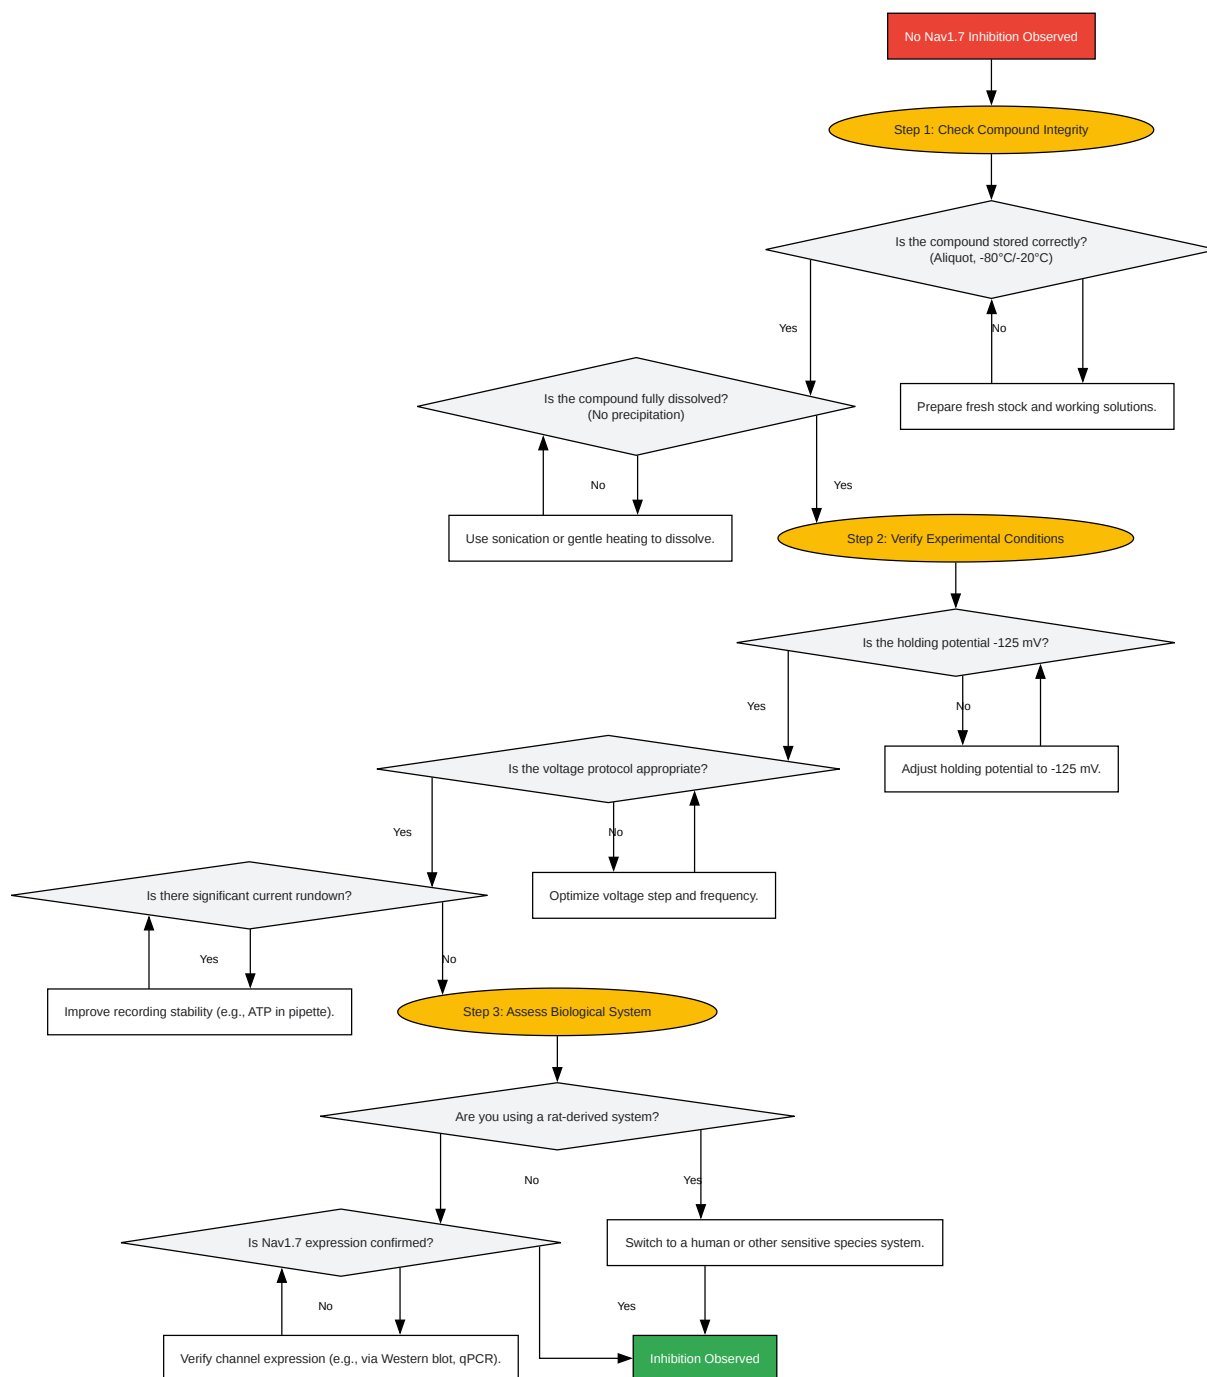 No Nav1.7 Inhibition Observed
Step 1: Check Compound Integrity
Is the compound stored correctly?
(Aliquot, -80°C/-20°C)
Yes
No
Is the compound fully dissolved?
(No precipitation)
Prepare fresh stock and working solutions.
No
Yes
Use sonication or gentle heating to dissolve.
Step 2: Verify Experimental Conditions
Is the holding potential -125 mV?
Yes
No
Is the voltage protocol appropriate?
Adjust holding potential to -125 mV.
Yes
No
Is there significant current rundown?
Optimize voltage step and frequency.
Yes
No
Improve recording stability (e.g., ATP in pipette).
Step 3: Assess Biological System
Are you using a rat-derived system?
No
Yes
Is Nav1.7 expression confirmed?
Switch to a human or other sensitive species system.
No
Yes
Verify channel expression (e.g., via Western blot, qPCR).
Inhibition Observed